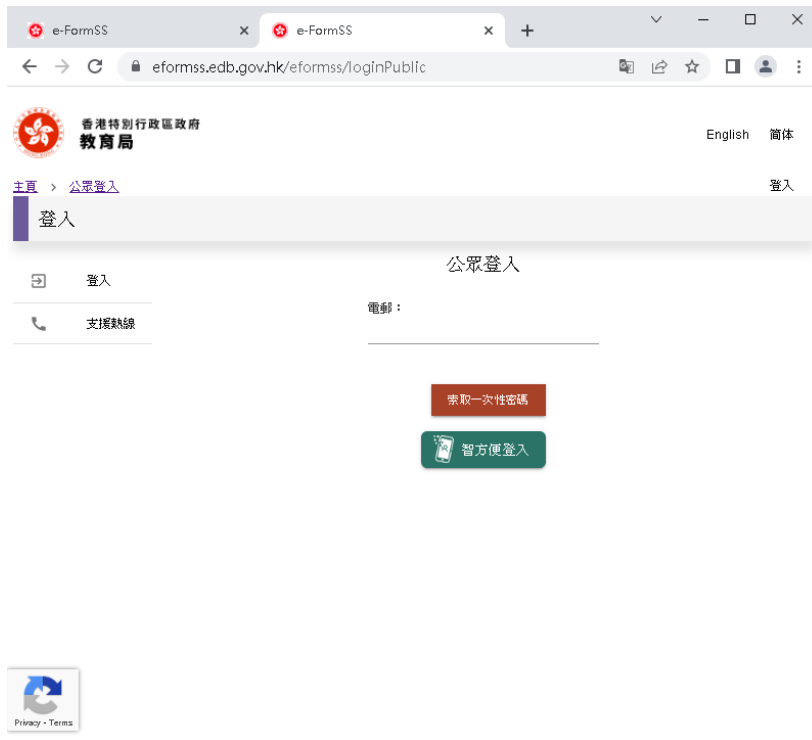 e-FormSS
e-FormSS
eformss.edb.gov.hk/eformss/loginPublic
香港特別行政區政府
教育局
English 简体
主頁 > 公眾登入
登入
登入
公眾登入
登入
電郵：
支援熱線
索取一次性密碼
智方便登入
Privacy - Terms